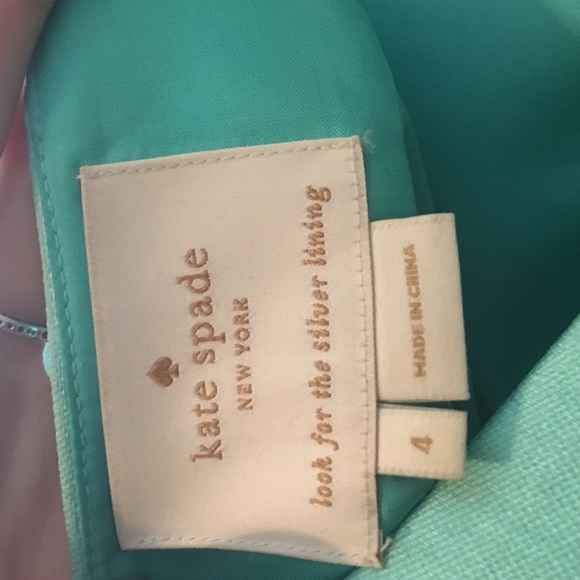 kate spade
NEW YORK
look for the silver lining
MADE IN CHINA
4